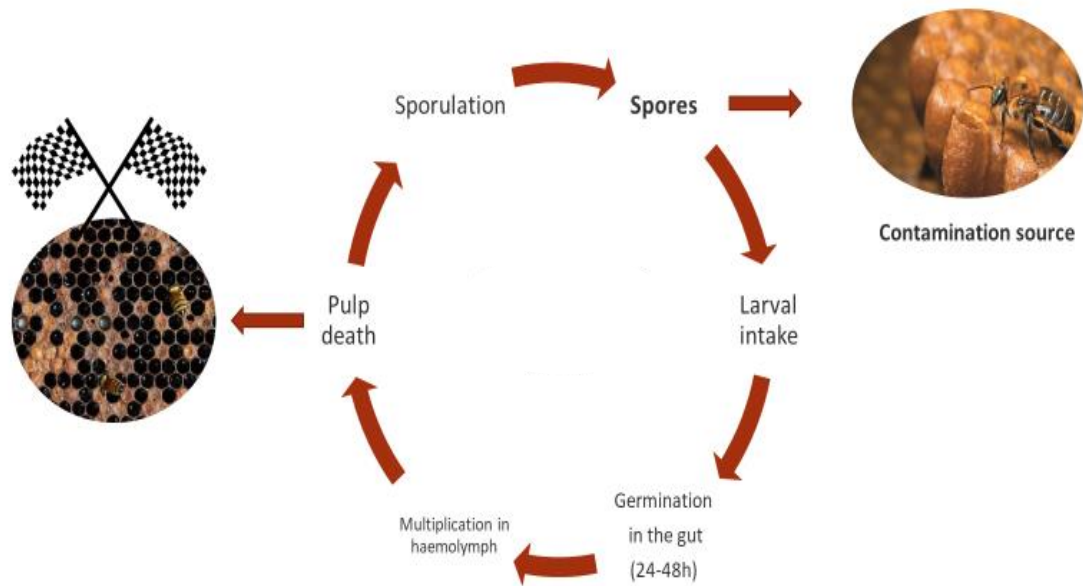 Sporulation
Spores
Contamination source
Larval
intake
Germination
in the gut
(24-48h)
Multiplication in
haemolymph
Pulp
death